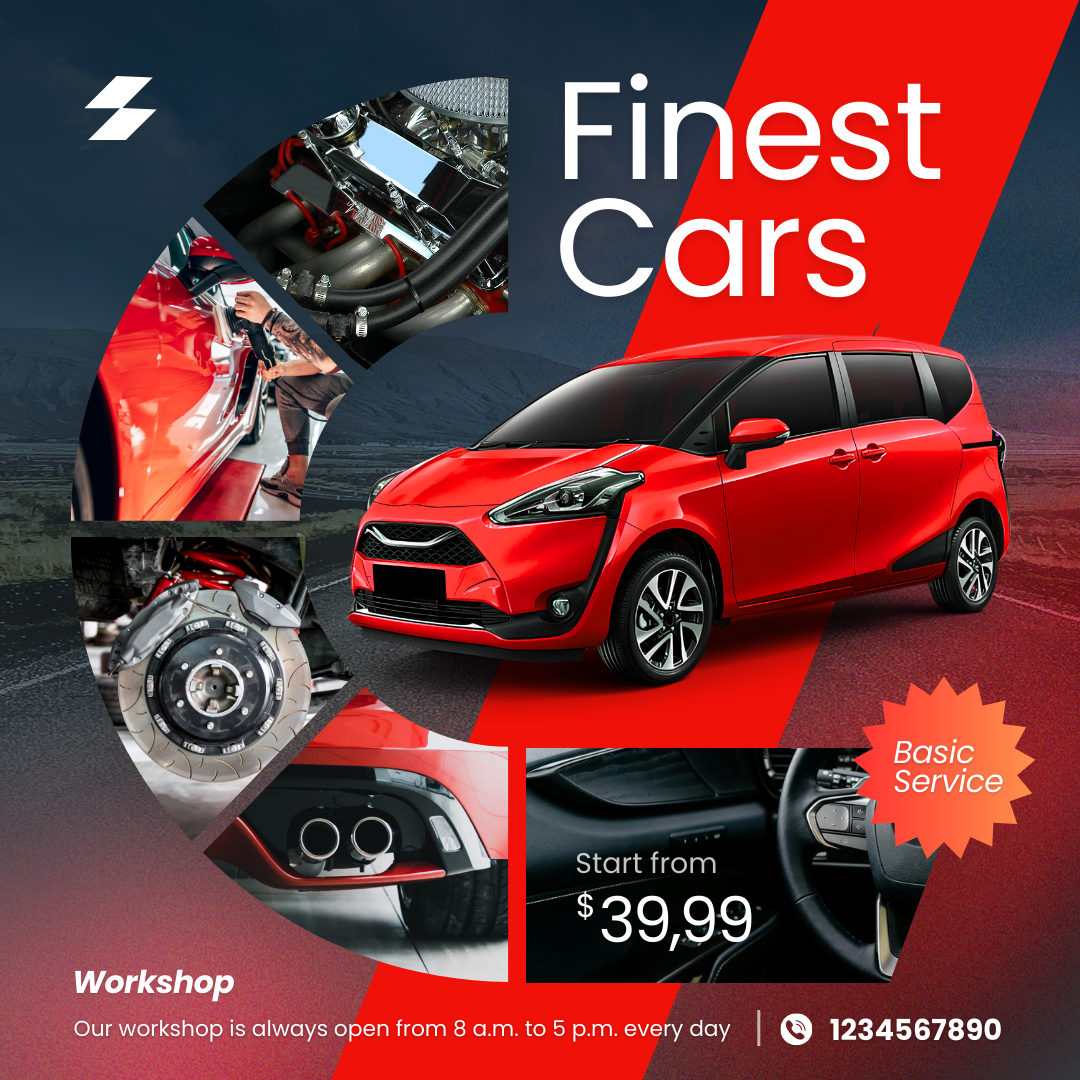 Finest
Cars
Basic
Service
Start from
$39,99
Workshop
Our workshop is always open from 8 a.m. to 5 p.m. every day
1234567890